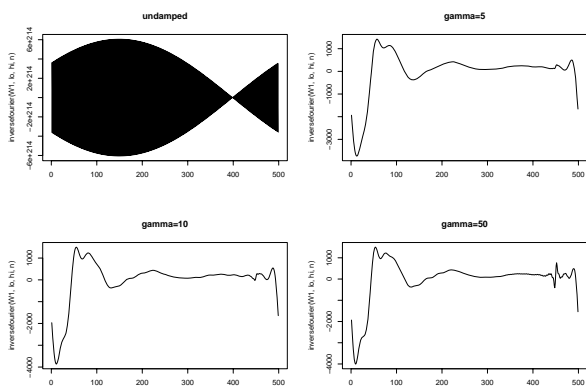 undamped
inversefourier(W1, lo, hi, n)
-6e+214 -2e+214 2e+214 6e+214
0 100 200 300 400 500
gamma=5
inversefourier(W1, lo, hi, n)
-3000 -1000 1000
0 100 200 300 400 500
gamma=10
inversefourier(W1, lo, hi, n)
-4000 -2000 0 1000
0 100 200 300 400 500
gamma=50
inversefourier(W1, lo, hi, n)
-4000 -2000 0 1000
0 100 200 300 400 500